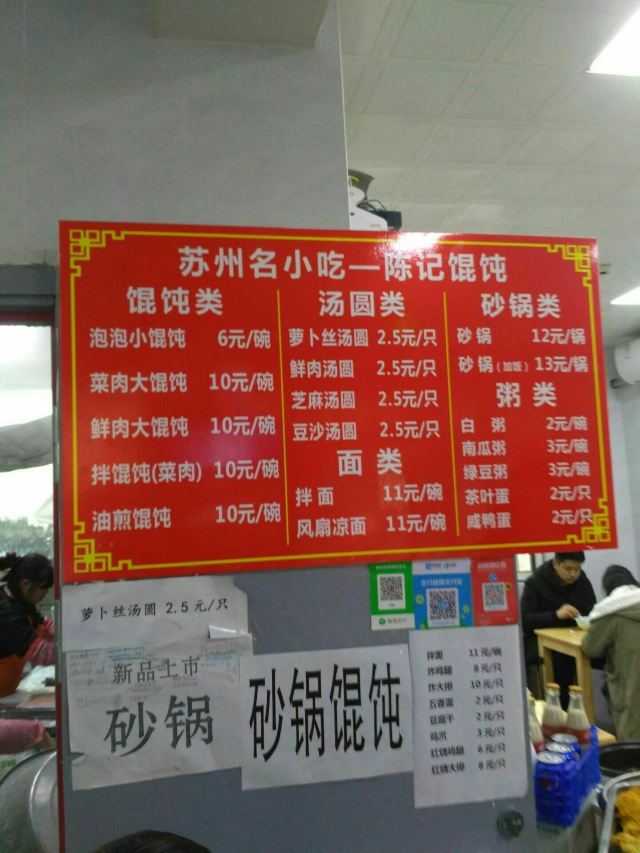 苏州名小吃—陈记馄饨
馄饨类
泡泡小馄饨 6元/碗
菜肉大馄饨 10元/碗
鲜肉大馄饨 10元/碗
拌馄饨(菜肉) 10元/碗
油煎馄饨 10元/碗
汤圆类
萝卜丝汤圆 2.5元/只
鲜肉汤圆 2.5元/只
芝麻汤圆 2.5元/只
豆沙汤圆 2.5元/只
面 类
拌面 11元/碗
风扇凉面 11元/碗
砂锅类
砂锅 12元/锅
砂锅(加饭) 13元/锅
粥 类
白 粥 2元/碗
南瓜粥 3元/碗
绿豆粥 3元/碗
茶叶蛋 2元/只
咸鸭蛋 2元/只
萝卜丝汤圆 2.5元/只
新品上市
砂锅
砂锅馄饨
拌面 11元/碗
炸鸡腿 8元/只
炸大排 10元/只
五香蛋 2元/只
豆腐干 2元/只
鸡爪 3元/只
红烧鸡腿 6元/只
红烧大排 8元/只